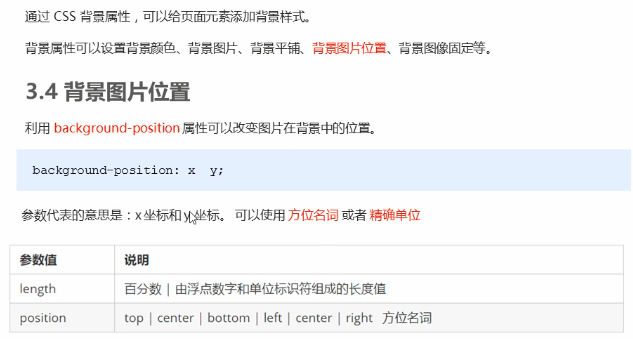 通过 CSS 背景属性，可以给页面元素添加背景样式。
背景属性可以设置背景颜色、背景图片、背景平铺、背景图片位置、背景图像固定等。
3.4 背景图片位置
利用 background-position 属性可以改变图片在背景中的位置。
background-position: x y;
参数代表的意思是：x 坐标和 y 坐标。 可以使用 方位名词 或者 精确单位
参数值 说明
length 百分数 | 由浮点数字和单位标识符组成的长度值
position top | center | bottom | left | center | right 方位名词